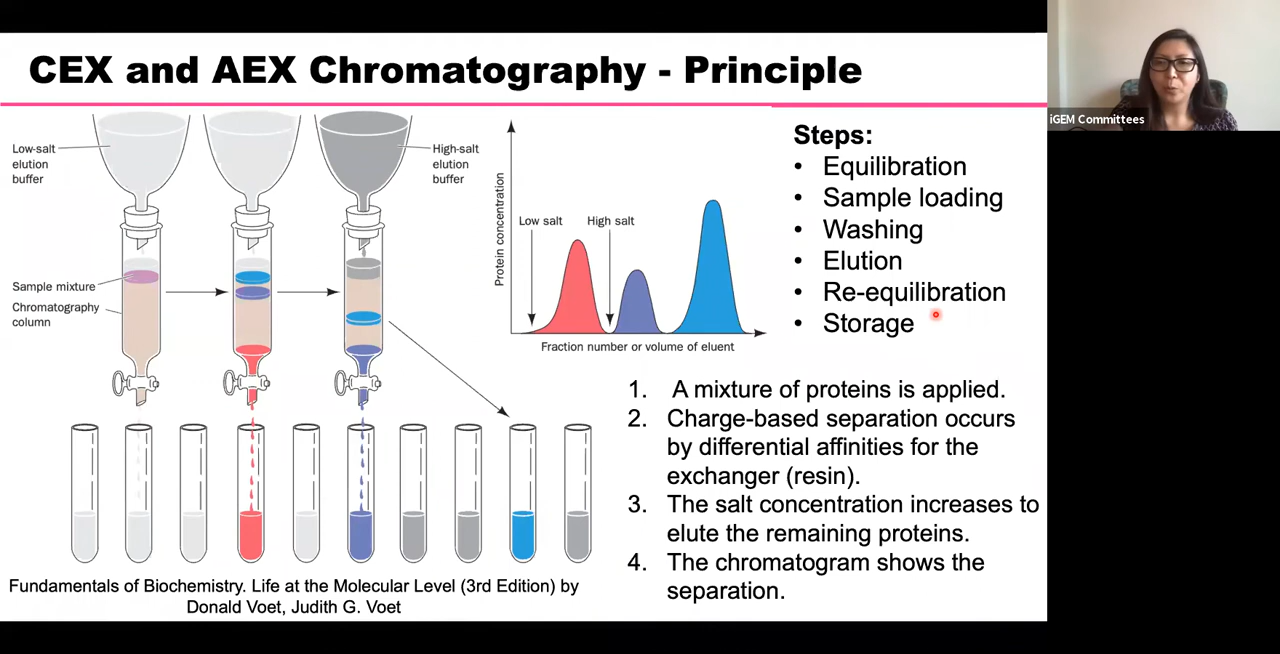 CEX and AEX Chromatography - Principle
iGEM Committees
Low-salt
elution
buffer
High-salt
elution
buffer
Sample mixture
Chromatography
column
Protein concentration
Low salt
High salt
Fraction number or volume of eluent
Steps:
• Equilibration
• Sample loading
• Washing
• Elution
• Re-equilibration
• Storage
1. A mixture of proteins is applied.
2. Charge-based separation occurs
by differential affinities for the
exchanger (resin).
3. The salt concentration increases to
elute the remaining proteins.
4. The chromatogram shows the
separation.
Fundamentals of Biochemistry. Life at the Molecular Level (3rd Edition) by
Donald Voet, Judith G. Voet